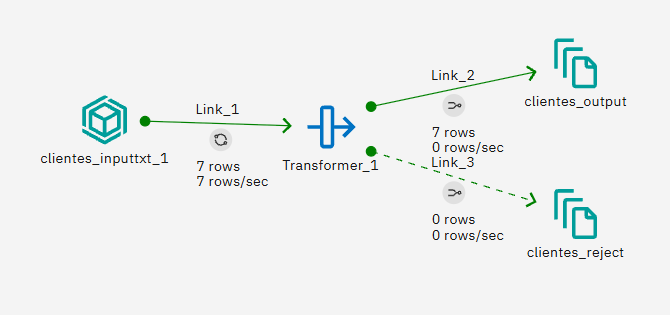 Link_1
clientes_inputtxt_1
7 rows
7 rows/sec
Transformer_1
Link_2
7 rows
0 rows/sec
clientes_output
Link_3
0 rows
0 rows/sec
clientes_reject